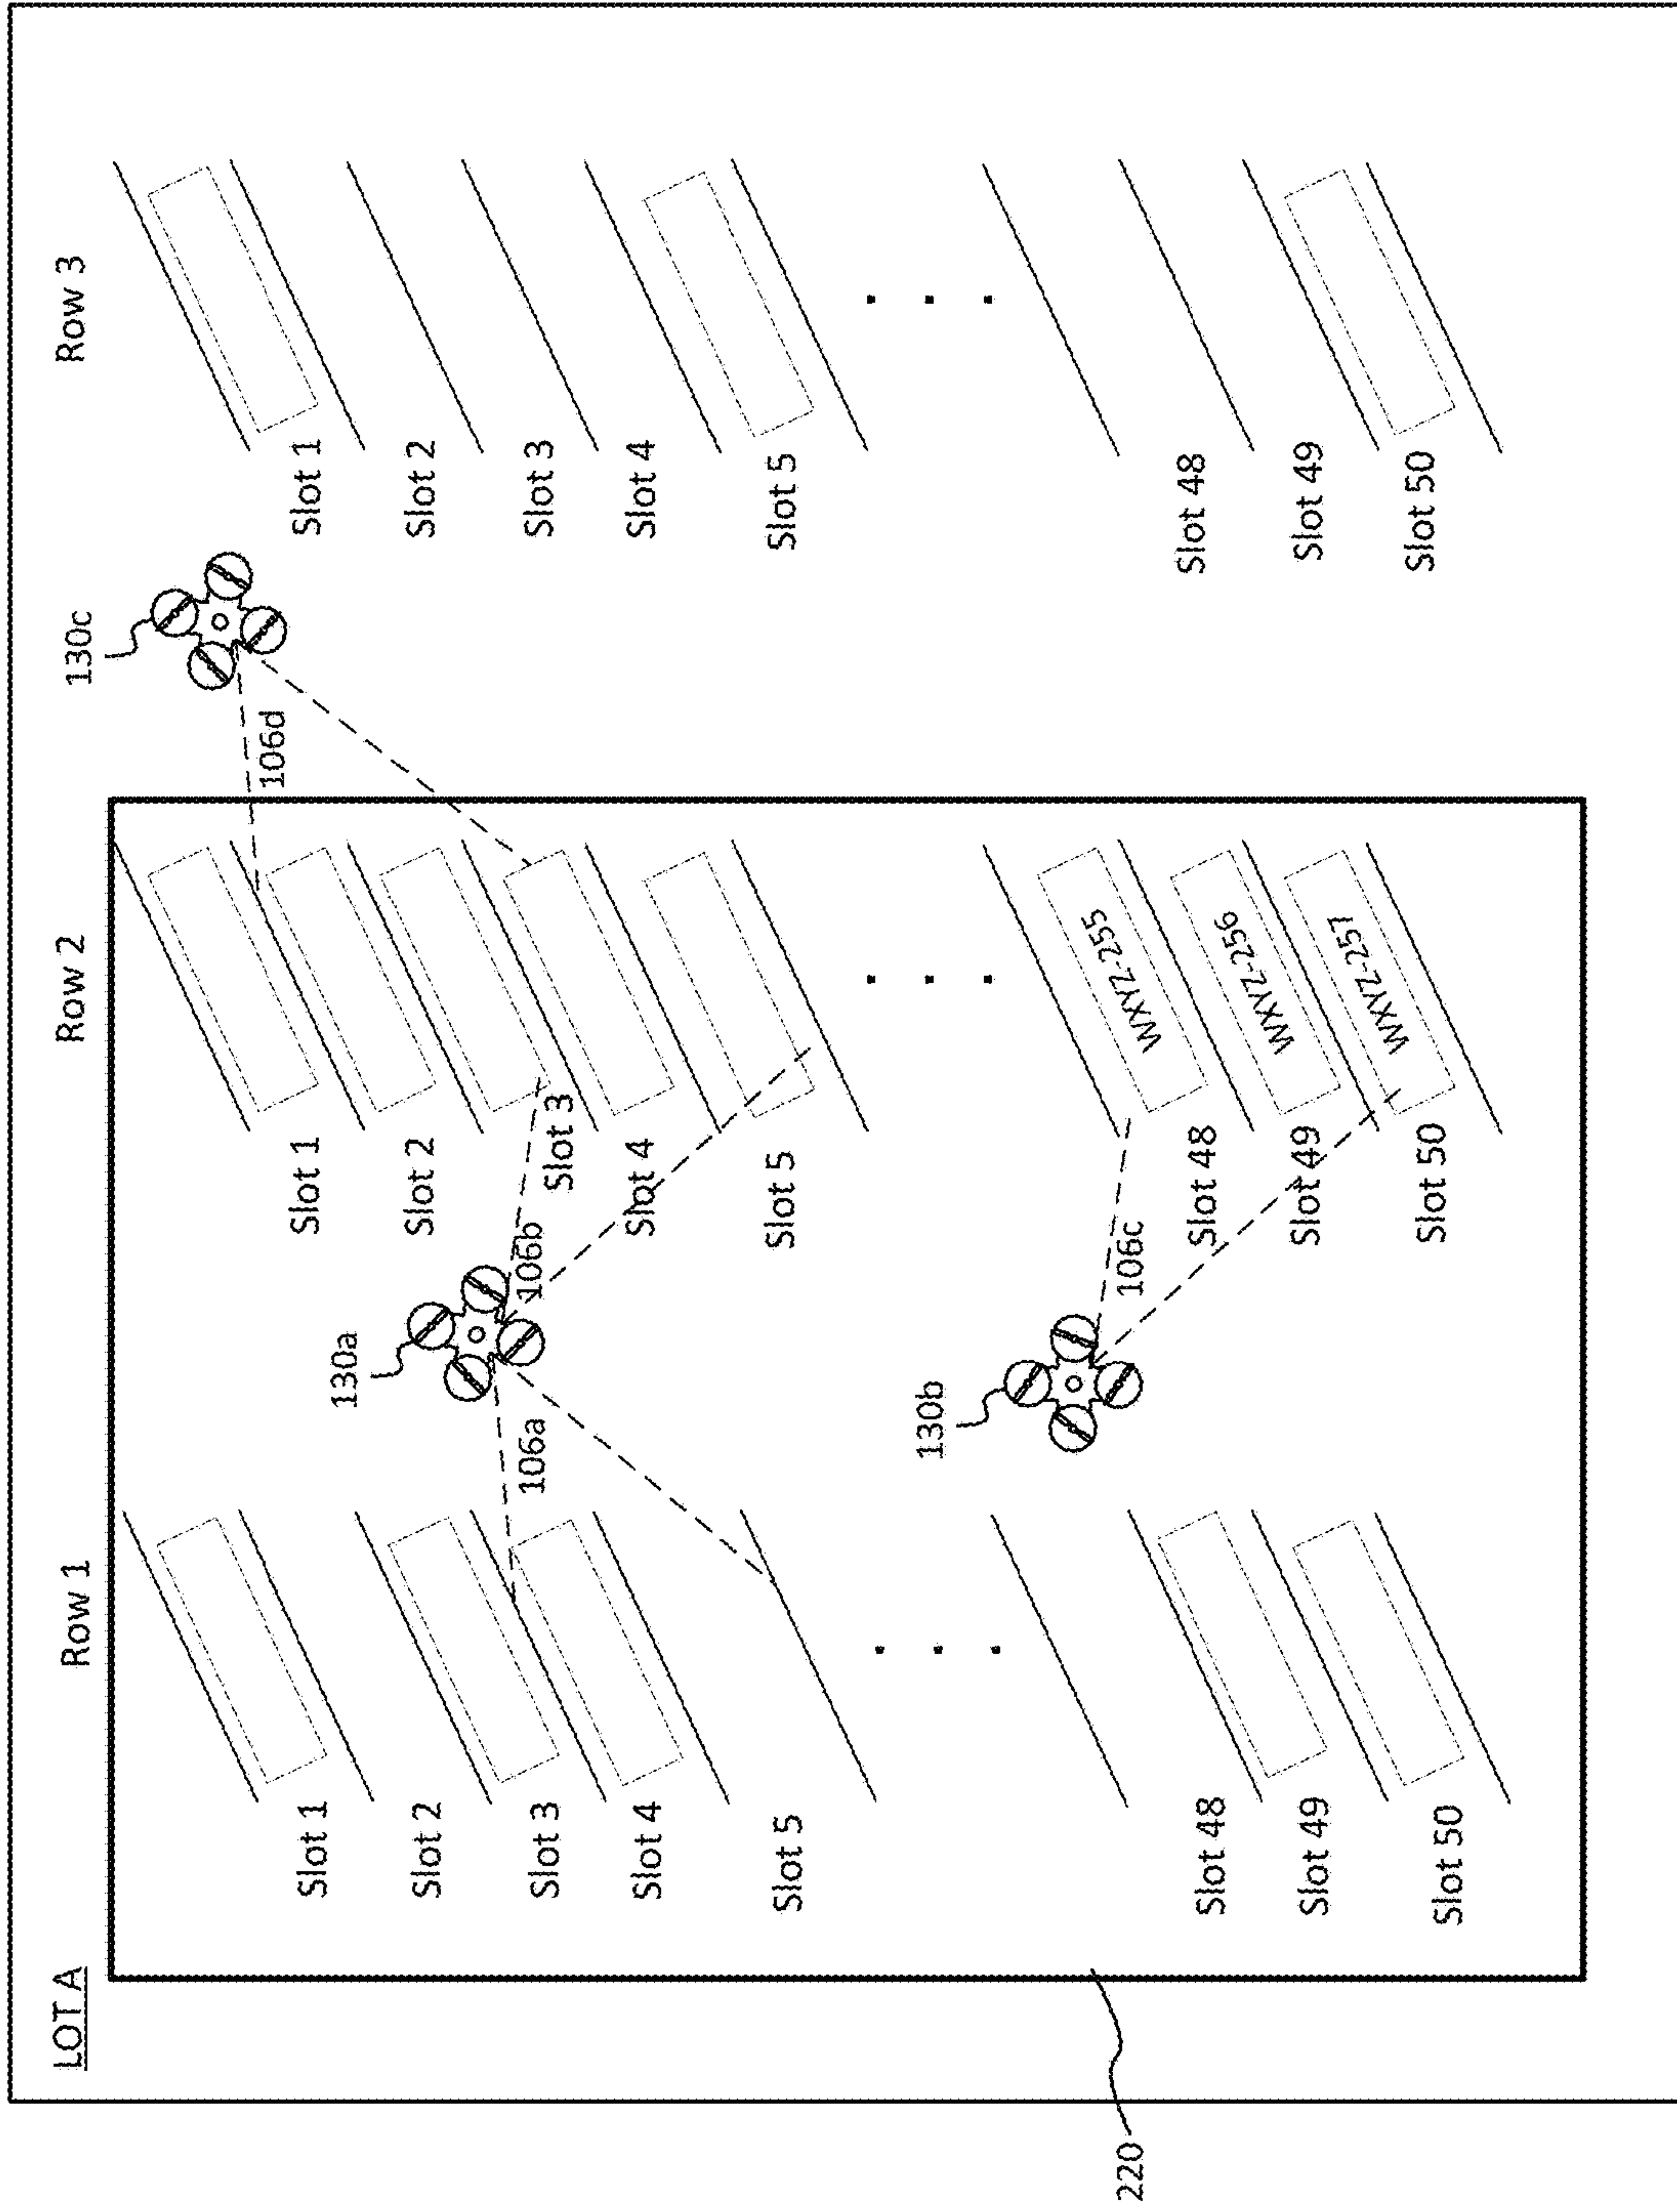 LOT A
Row 1
Row 2
Row 3
Slot 1
Slot 2
Slot 3
Slot 4
Slot 5
Slot 48
Slot 49
Slot 50
130a
106a
106b
130b
106c
Slot 1
Slot 2
Slot 3
Slot 4
Slot 5
Slot 48
Slot 49
Slot 50
WXYZ-255
WXYZ-256
WXYZ-257
130c
106d
Slot 1
Slot 2
Slot 3
Slot 4
Slot 5
Slot 48
Slot 49
Slot 50
220